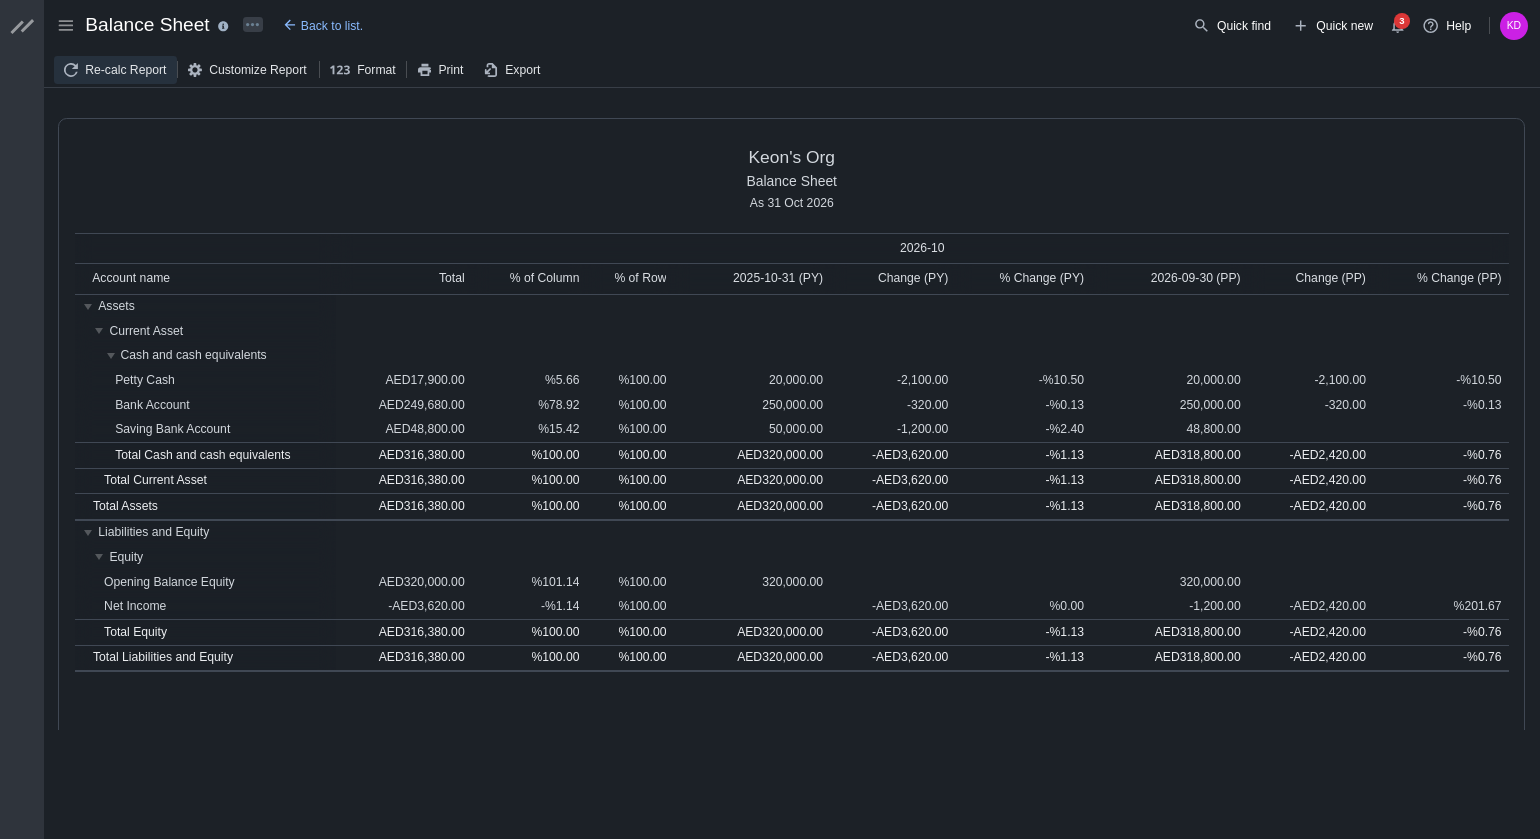 Balance Sheet
Back to list.
Quick find
Quick new
3
Help
KD
Re-calc Report
Customize Report
123 Format
Print
Export
Keon's Org
Balance Sheet
As 31 Oct 2026
2026-10
Account name Total % of Column % of Row 2025-10-31 (PY) Change (PY) % Change (PY) 2026-09-30 (PP) Change (PP) % Change (PP)
Assets
Current Asset
Cash and cash equivalents
Petty Cash AED17,900.00 %5.66 %100.00 20,000.00 -2,100.00 -%10.50 20,000.00 -2,100.00 -%10.50
Bank Account AED249,680.00 %78.92 %100.00 250,000.00 -320.00 -%0.13 250,000.00 -320.00 -%0.13
Saving Bank Account AED48,800.00 %15.42 %100.00 50,000.00 -1,200.00 -%2.40 48,800.00
Total Cash and cash equivalents AED316,380.00 %100.00 %100.00 AED320,000.00 -AED3,620.00 -%1.13 AED318,800.00 -AED2,420.00 -%0.76
Total Current Asset AED316,380.00 %100.00 %100.00 AED320,000.00 -AED3,620.00 -%1.13 AED318,800.00 -AED2,420.00 -%0.76
Total Assets AED316,380.00 %100.00 %100.00 AED320,000.00 -AED3,620.00 -%1.13 AED318,800.00 -AED2,420.00 -%0.76
Liabilities and Equity
Equity
Opening Balance Equity AED320,000.00 %101.14 %100.00 320,000.00 320,000.00
Net Income -AED3,620.00 -%1.14 %100.00 -AED3,620.00 %0.00 -1,200.00 -AED2,420.00 %201.67
Total Equity AED316,380.00 %100.00 %100.00 AED320,000.00 -AED3,620.00 -%1.13 AED318,800.00 -AED2,420.00 -%0.76
Total Liabilities and Equity AED316,380.00 %100.00 %100.00 AED320,000.00 -AED3,620.00 -%1.13 AED318,800.00 -AED2,420.00 -%0.76